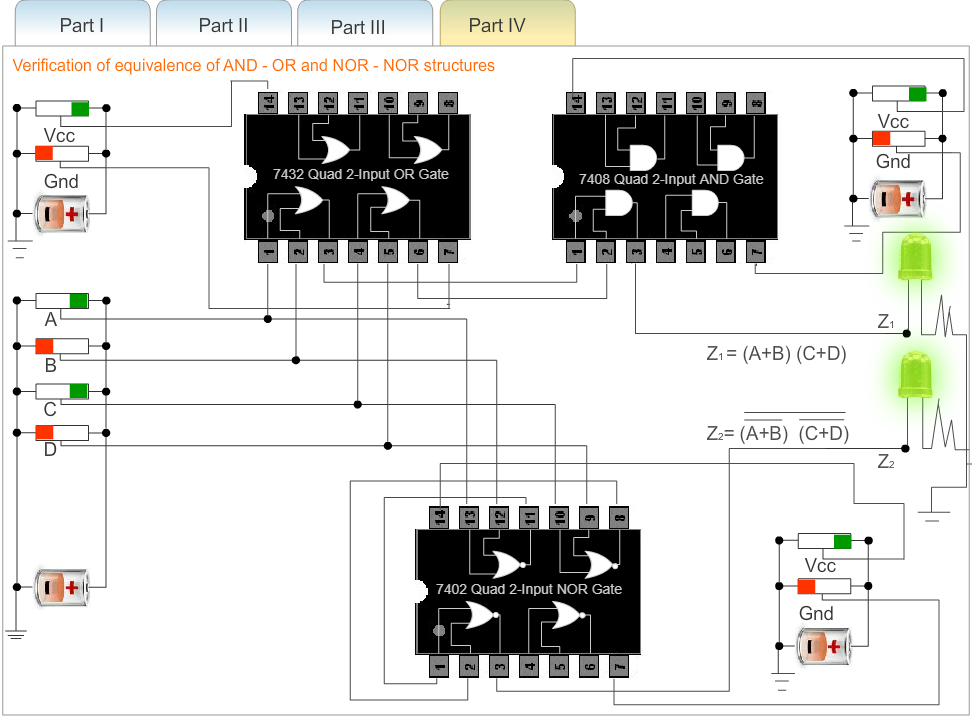 Part I
Part II
Part III
Part IV
Verification of equivalence of AND - OR and NOR - NOR structures
14 13 12 11 10 9 8
7432 Quad 2-Input OR Gate
1 2 3 4 5 6 7
14 13 12 11 10 9 8
7408 Quad 2-Input AND Gate
1 2 3 4 5 6 7
Vcc
Gnd
- +
Vcc
Gnd
- +
A
B
C
D
- +
Z1
Z1 = (A+B) (C+D)
Z2= (A+B) (C+D)
Z2
14 13 12 11 10 9 8
7402 Quad 2-Input NOR Gate
1 2 3 4 5 6 7
Vcc
Gnd
- +